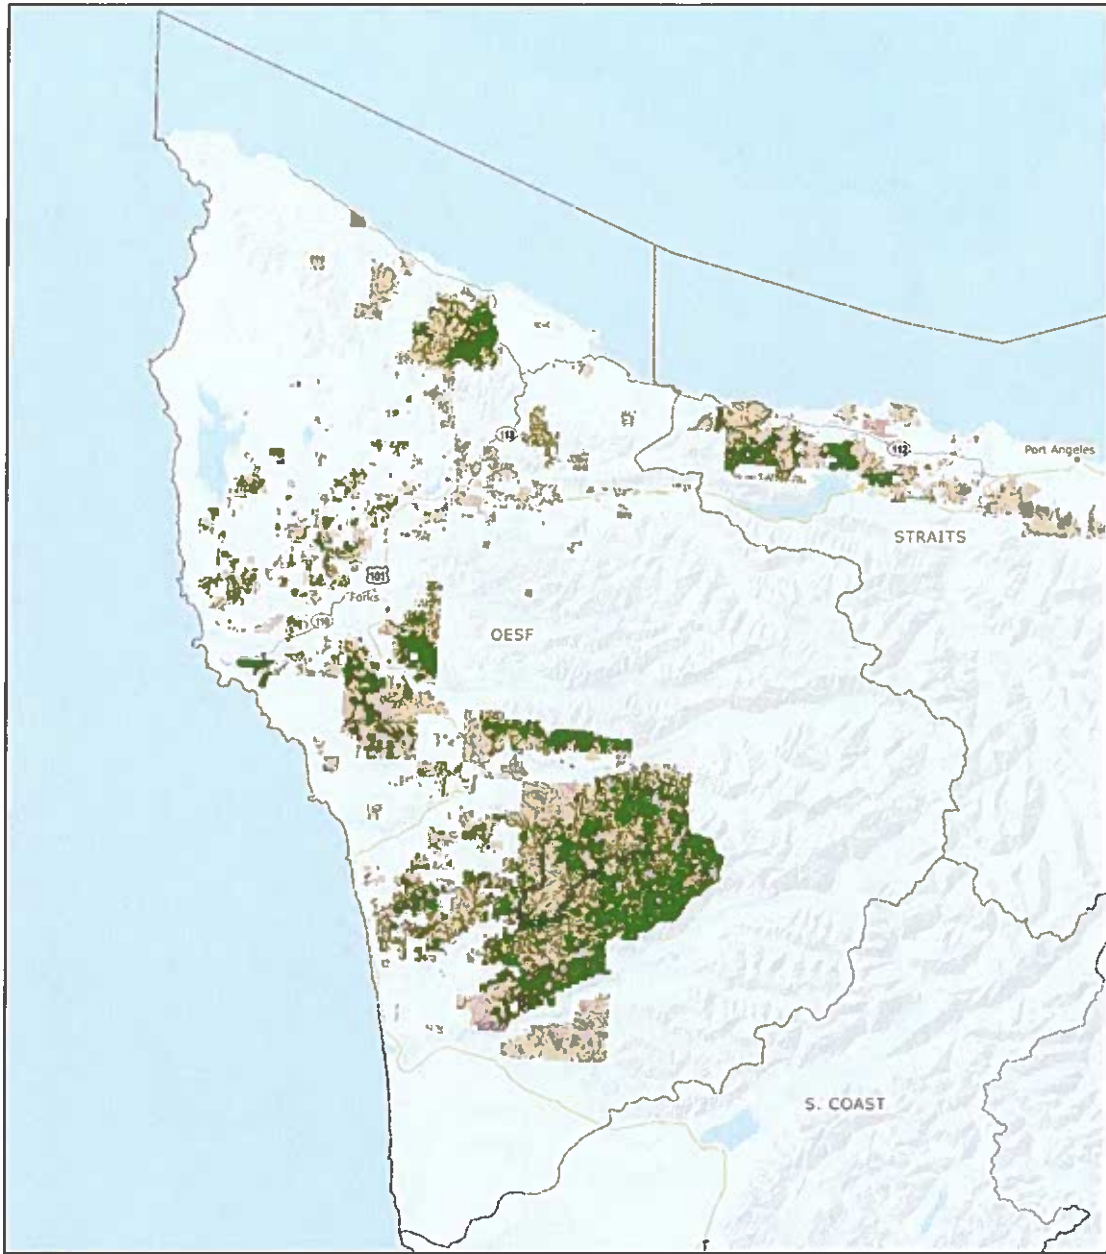 113
112
Port Angeles
STRAITS
101
Forks
110
OESF
S. COAST